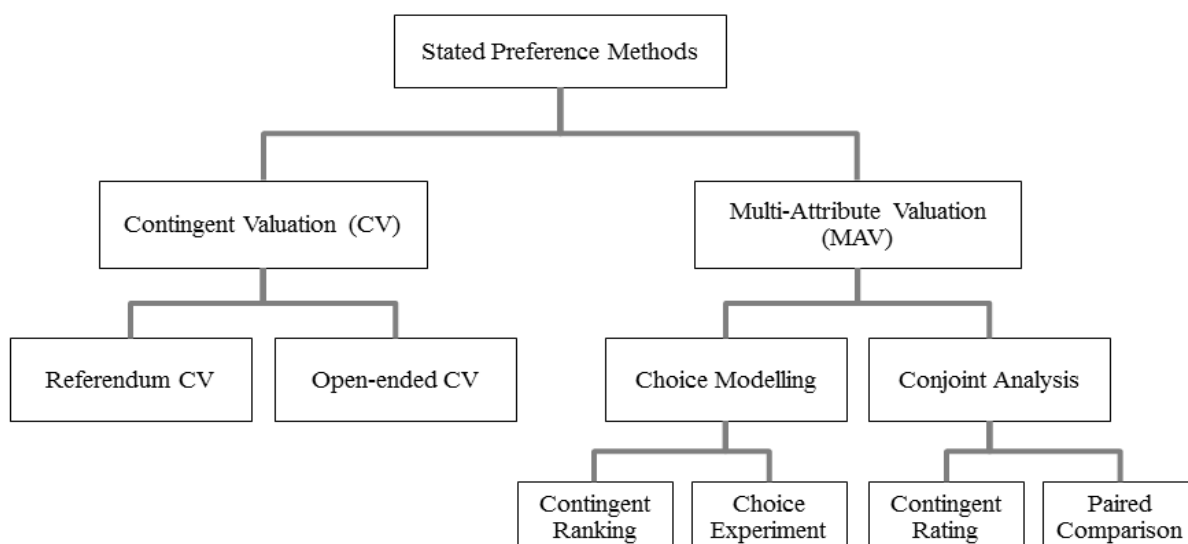 Stated Preference Methods
Contingent Valuation (CV)
Multi-Attribute Valuation
(MAV)
Referendum CV
Open-ended CV
Choice Modelling
Conjoint Analysis
Contingent
Ranking
Choice
Experiment
Contingent
Rating
Paired
Comparison